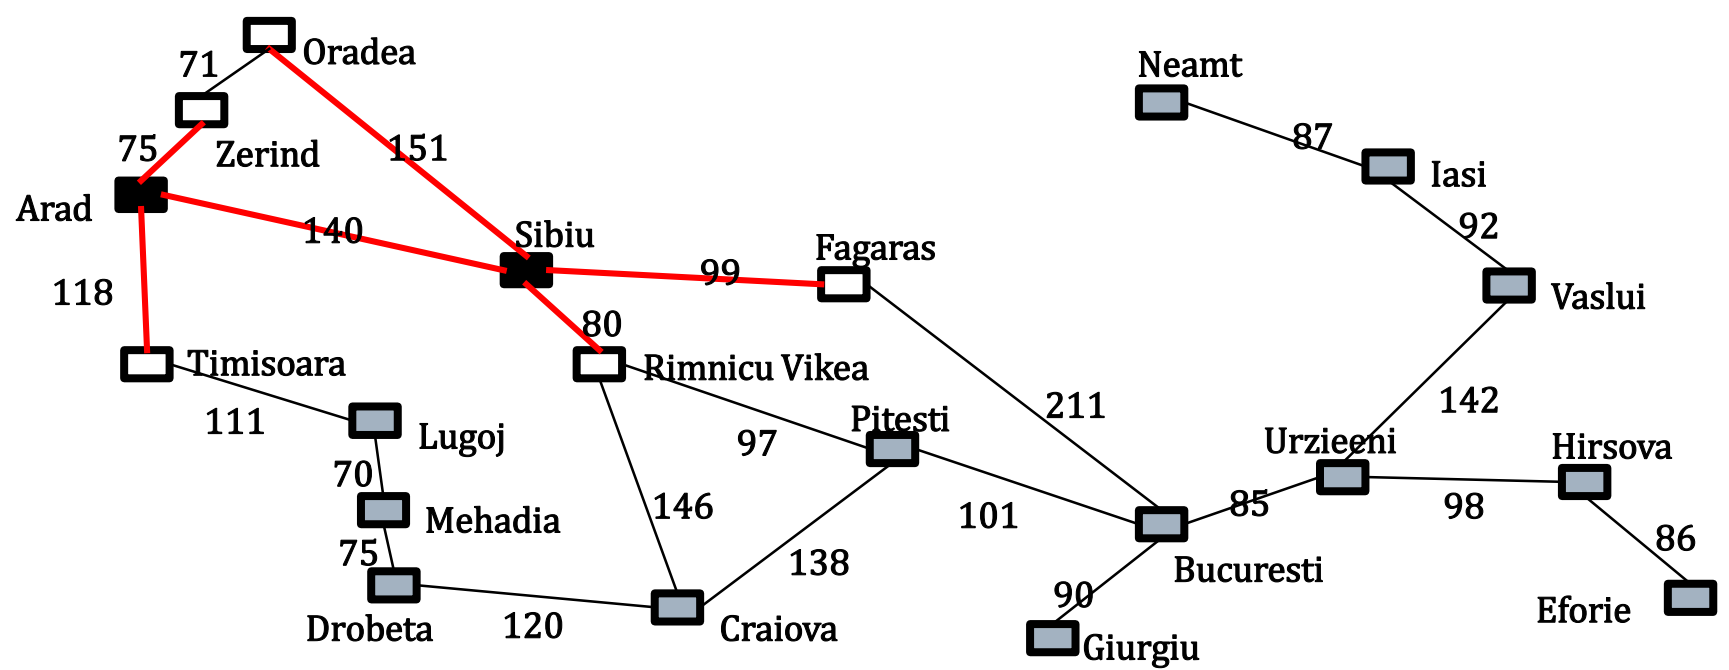 Oradea
Neamt
71
87
75
Zerind
151
Iasi
Arad
140
Sibiu
Fagaras
92
99
118
Vaslui
80
Timisoara
Rimnicu Vikea
111
Lugoj
97
Pitesti
211
142
Urzieeni
Hirsova
70
146
101
85
98
Mehadia
75
138
86
Bucuresti
90
Drobeta
120
Craiova
Giurgiu
Eforie